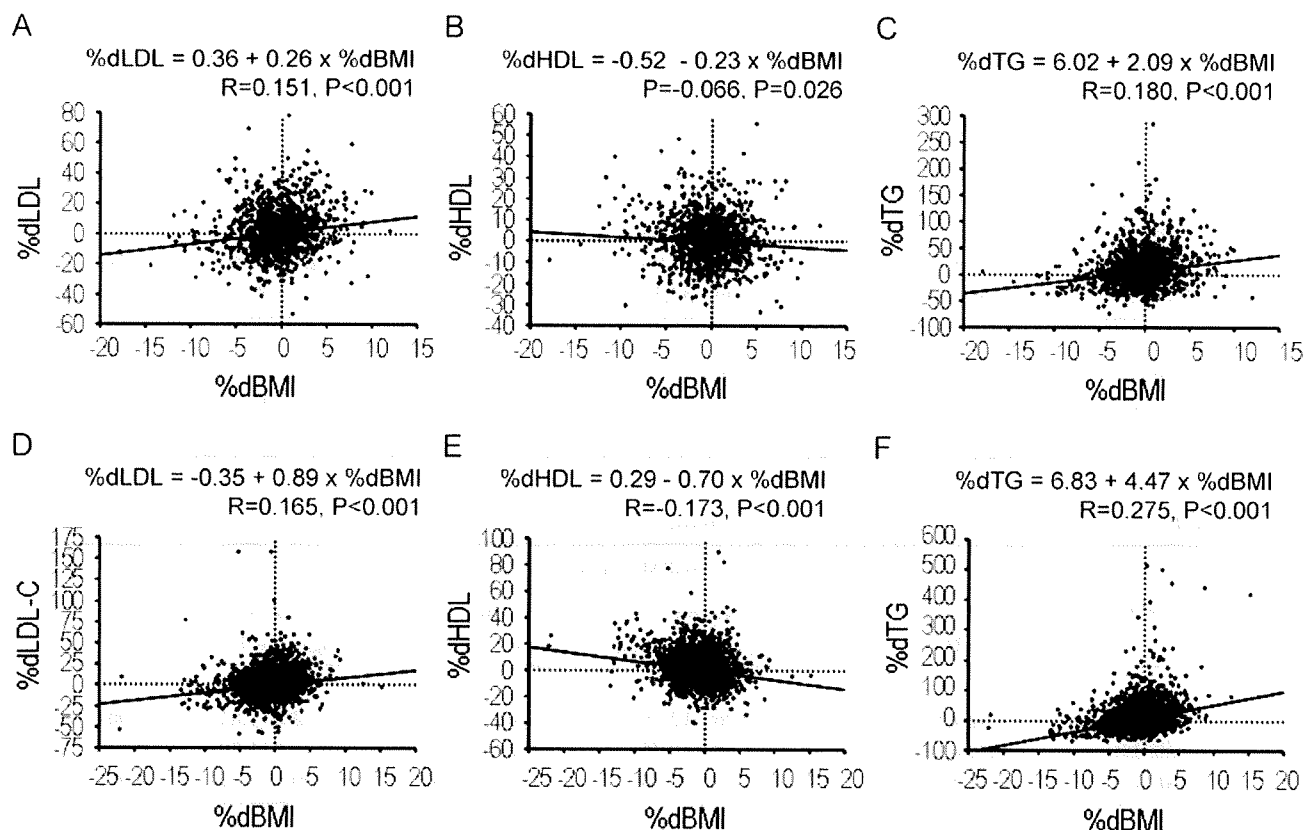 A
%dLDL = 0.36 + 0.26 x %dBMI
R=0.151, P<0.001
80
60
40
20
0
-20
-40
-60
%dLDL
-20 -15 -10 -5 0 5 10 15
%dBMI
B
%dHDL = -0.52 - 0.23 x %dBMI
P=-0.066, P=0.026
60
50
40
30
20
10
0
-10
-20
30
-40
%dHDL
-20 -15 -10 -5 0 5 10 15
%dBMI
C
%dTG = 6.02 + 2.09 x %dBMI
R=0.180, P<0.001
300
250
200
150
100
50
0
-50
-100
%dTG
-20 -15 -10 -5 0 5 10 15
%dBMI
D
%dLDL = -0.35 + 0.89 x %dBMI
R=0.165, P<0.001
175
150
125
100
75
50
25
0
-25
-50
-75
%dLDL-C
-25 -20 -15 -10 -5 0 5 10 15 20
%dBMI
E
%dHDL = 0.29 - 0.70 x %dBMI
R=-0.173, P<0.001
100
80
60
40
20
0
-20
-40
-60
%dHDL
-25 -20 -15 -10 -5 0 5 10 15 20
%dBMI
F
%dTG = 6.83 + 4.47 x %dBMI
R=0.275, P<0.001
600
500
400
300
200
100
0
-100
%dTG
-25 -20 -15 -10 -5 0 5 10 15 20
%dBMI